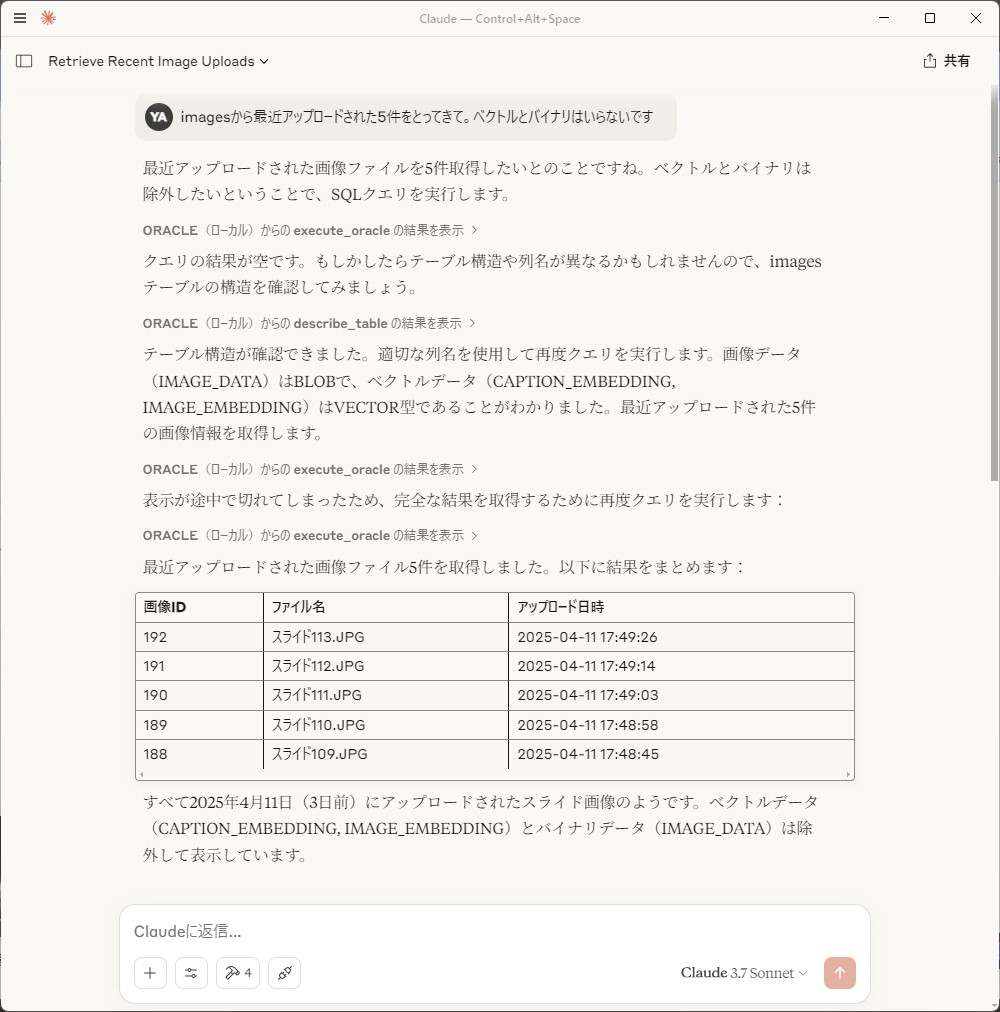 Claude — Control+Alt+Space
Retrieve Recent Image Uploads
共有
YA
imagesから最近アップロードされた5件をとってきて。ベクトルとバイナリはいらないです
最近アップロードされた画像ファイルを5件取得したいとのことですね。ベクトルとバイナリは
除外したいということで、SQLクエリを実行します。
ORACLE（ローカル）からの execute_oracle の結果を表示
クエリの結果が空です。もしかしたらテーブル構造や列名が異なるかもしれませんので、images
テーブルの構造を確認してみましょう。
ORACLE（ローカル）からの describe_table の結果を表示
テーブル構造が確認できました。適切な列名を使用して再度クエリを実行します。画像データ
（IMAGE_DATA）はBLOBで、ベクトルデータ（CAPTION_EMBEDDING,
IMAGE_EMBEDDING）はVECTOR型であることがわかりました。最近アップロードされた5件
の画像情報を取得します。
ORACLE（ローカル）からの execute_oracle の結果を表示
表示が途中で切れてしまったため、完全な結果を取得するために再度クエリを実行します：
ORACLE（ローカル）からの execute_oracle の結果を表示
最近アップロードされた画像ファイル5件を取得しました。以下に結果をまとめます：
画像ID ファイル名 アップロード日時
192 スライド113.JPG 2025-04-11 17:49:26
191 スライド112.JPG 2025-04-11 17:49:14
190 スライド111.JPG 2025-04-11 17:49:03
189 スライド110.JPG 2025-04-11 17:48:58
188 スライド109.JPG 2025-04-11 17:48:45
すべて2025年4月11日（3日前）にアップロードされたスライド画像のようです。ベクトルデータ
（CAPTION_EMBEDDING, IMAGE_EMBEDDING）とバイナリデータ（IMAGE_DATA）は除
外して表示しています。
Claudeに返信...
4
Claude 3.7 Sonnet